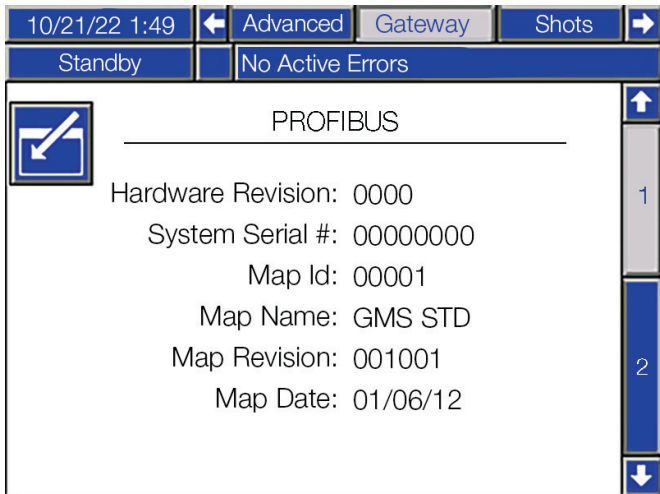 10/21/22 1:49 Advanced Gateway Shots
Standby No Active Errors
PROFIBUS
Hardware Revision: 0000
1
System Serial #: 00000000
Map Id: 00001
Map Name: GMS STD
Map Revision: 001001
2
Map Date: 01/06/12